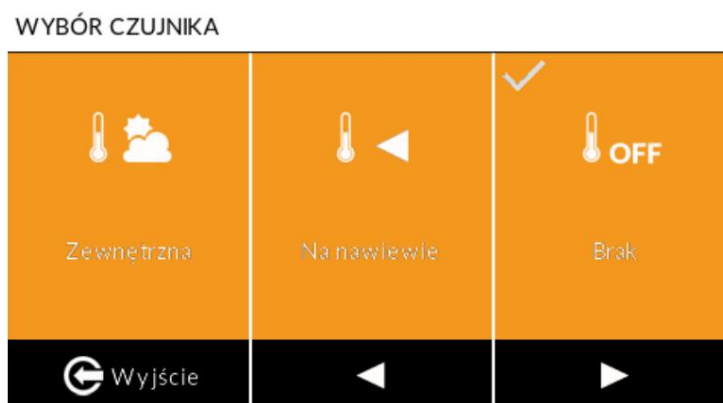 WYBÓR CZUJNIKA
OFF
Zewnętrzna
Na nawiewie
Brak
Wyjście